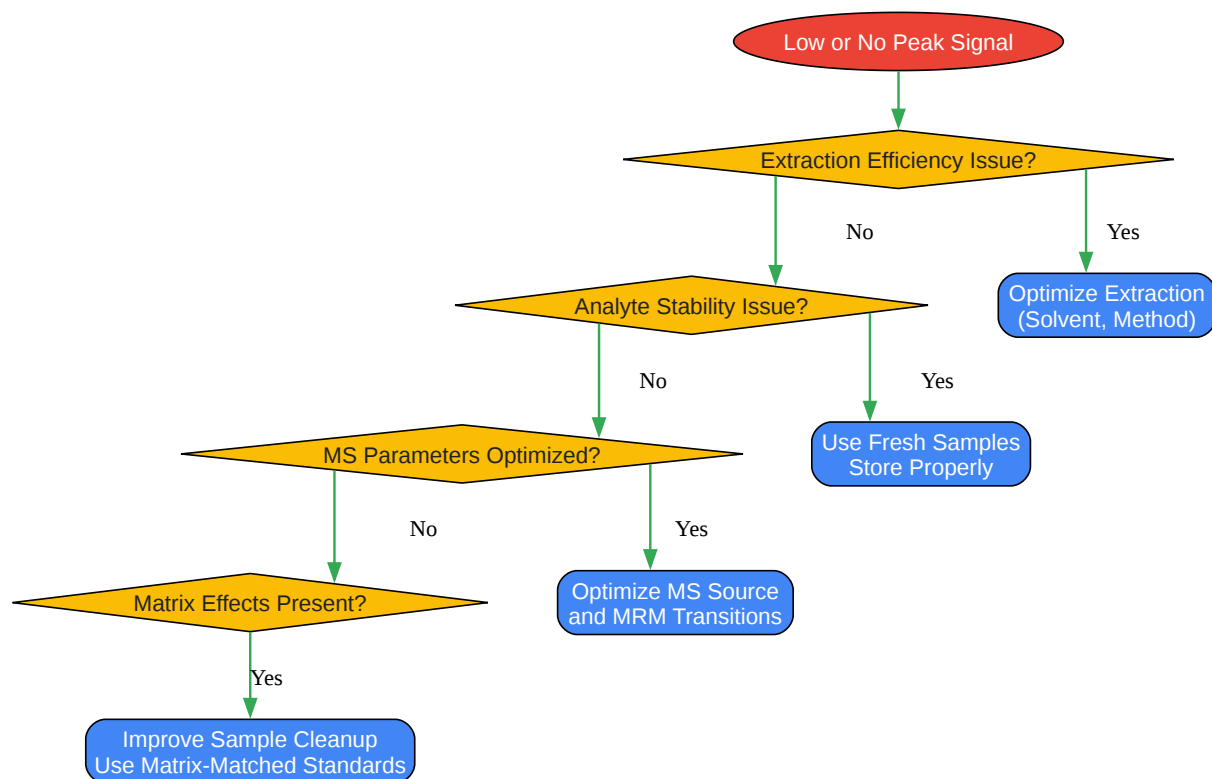 Low or No Peak Signal
Extraction Efficiency Issue?
No
Yes
Analyte Stability Issue?
Optimize Extraction
(Solvent, Method)
No
Yes
MS Parameters Optimized?
Use Fresh Samples
Store Properly
No
Yes
Matrix Effects Present?
Optimize MS Source
and MRM Transitions
Yes
Improve Sample Cleanup
Use Matrix-Matched Standards